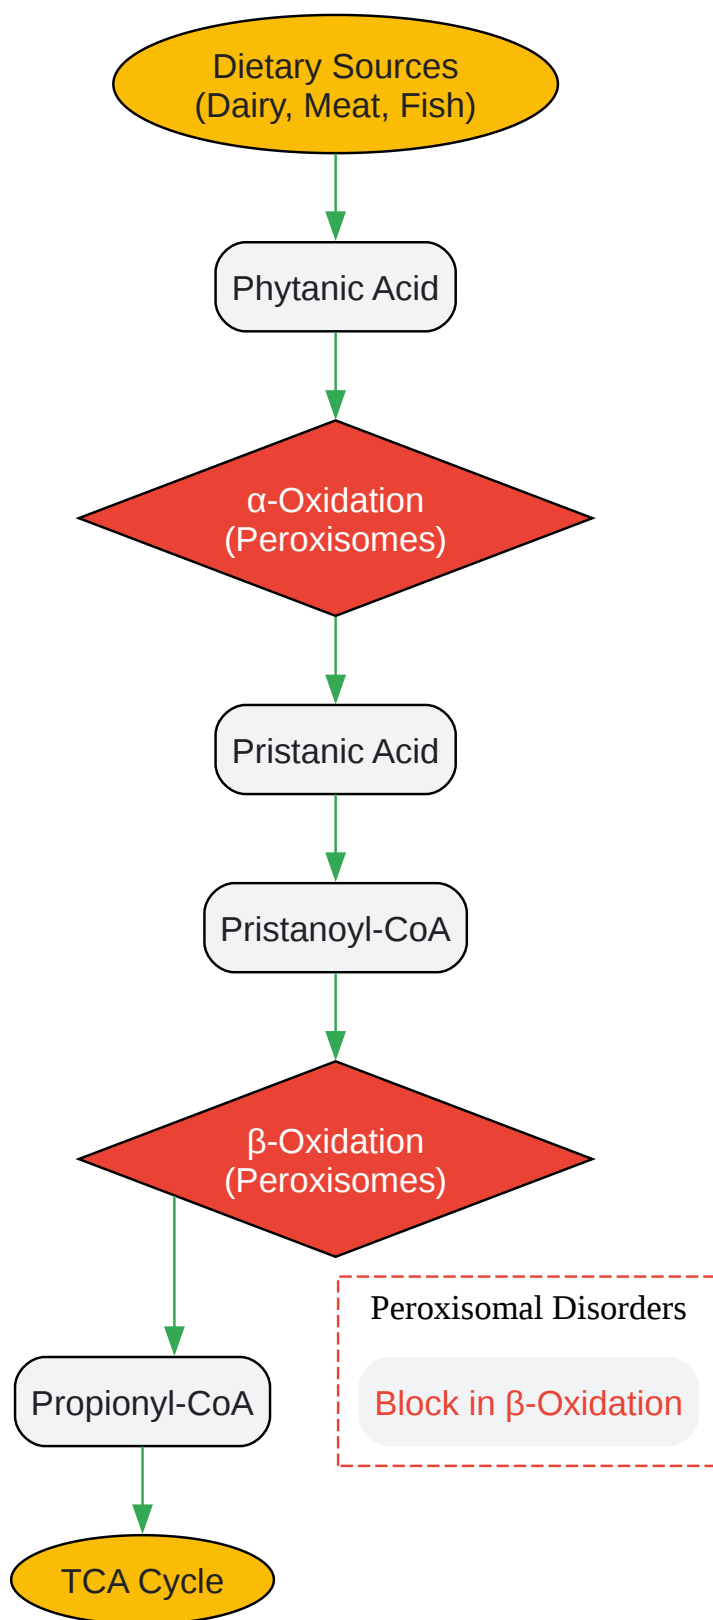 Dietary Sources
(Dairy, Meat, Fish)
Phytanic Acid
α-Oxidation
(Peroxisomes)
Pristanic Acid
Pristanoyl-CoA
β-Oxidation
(Peroxisomes)
Peroxisomal Disorders
Propionyl-CoA
Block in β-Oxidation
TCA Cycle